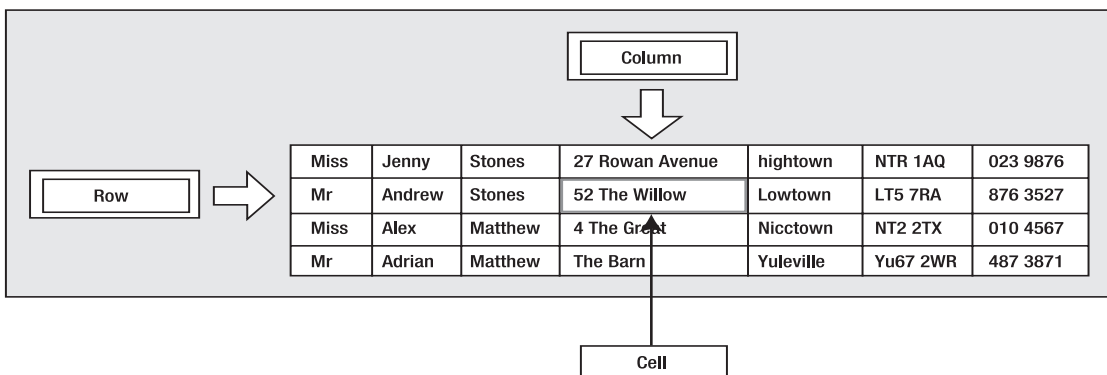 Column
Row
Miss Jenny Stones 27 Rowan Avenue hightown NTR 1AQ 023 9876
Mr Andrew Stones 52 The Willow Lowtown LT5 7RA 876 3527
Miss Alex Matthew 4 The Great Nicctown NT2 2TX 010 4567
Mr Adrian Matthew The Barn Yuleville Yu67 2WR 487 3871
Cell